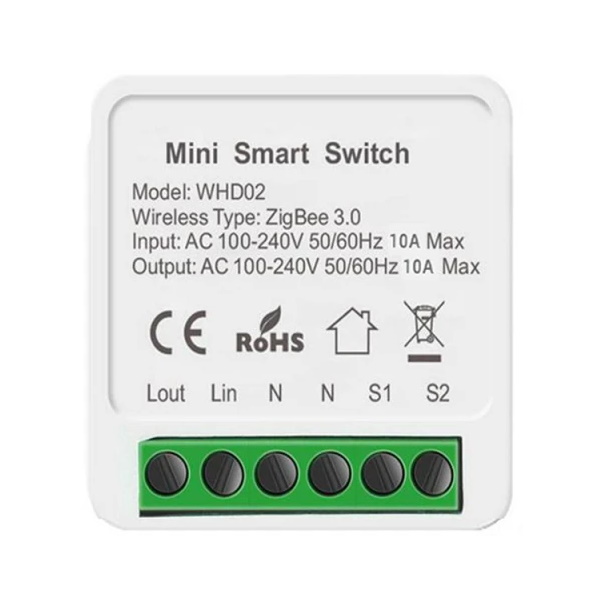 Mini Smart Switch
Model: WHD02
Wireless Type: ZigBee 3.0
Input: AC 100-240V 50/60Hz 10A Max
Output: AC 100-240V 50/60Hz 10A Max
CE RoHS
Lout Lin N N S1 S2